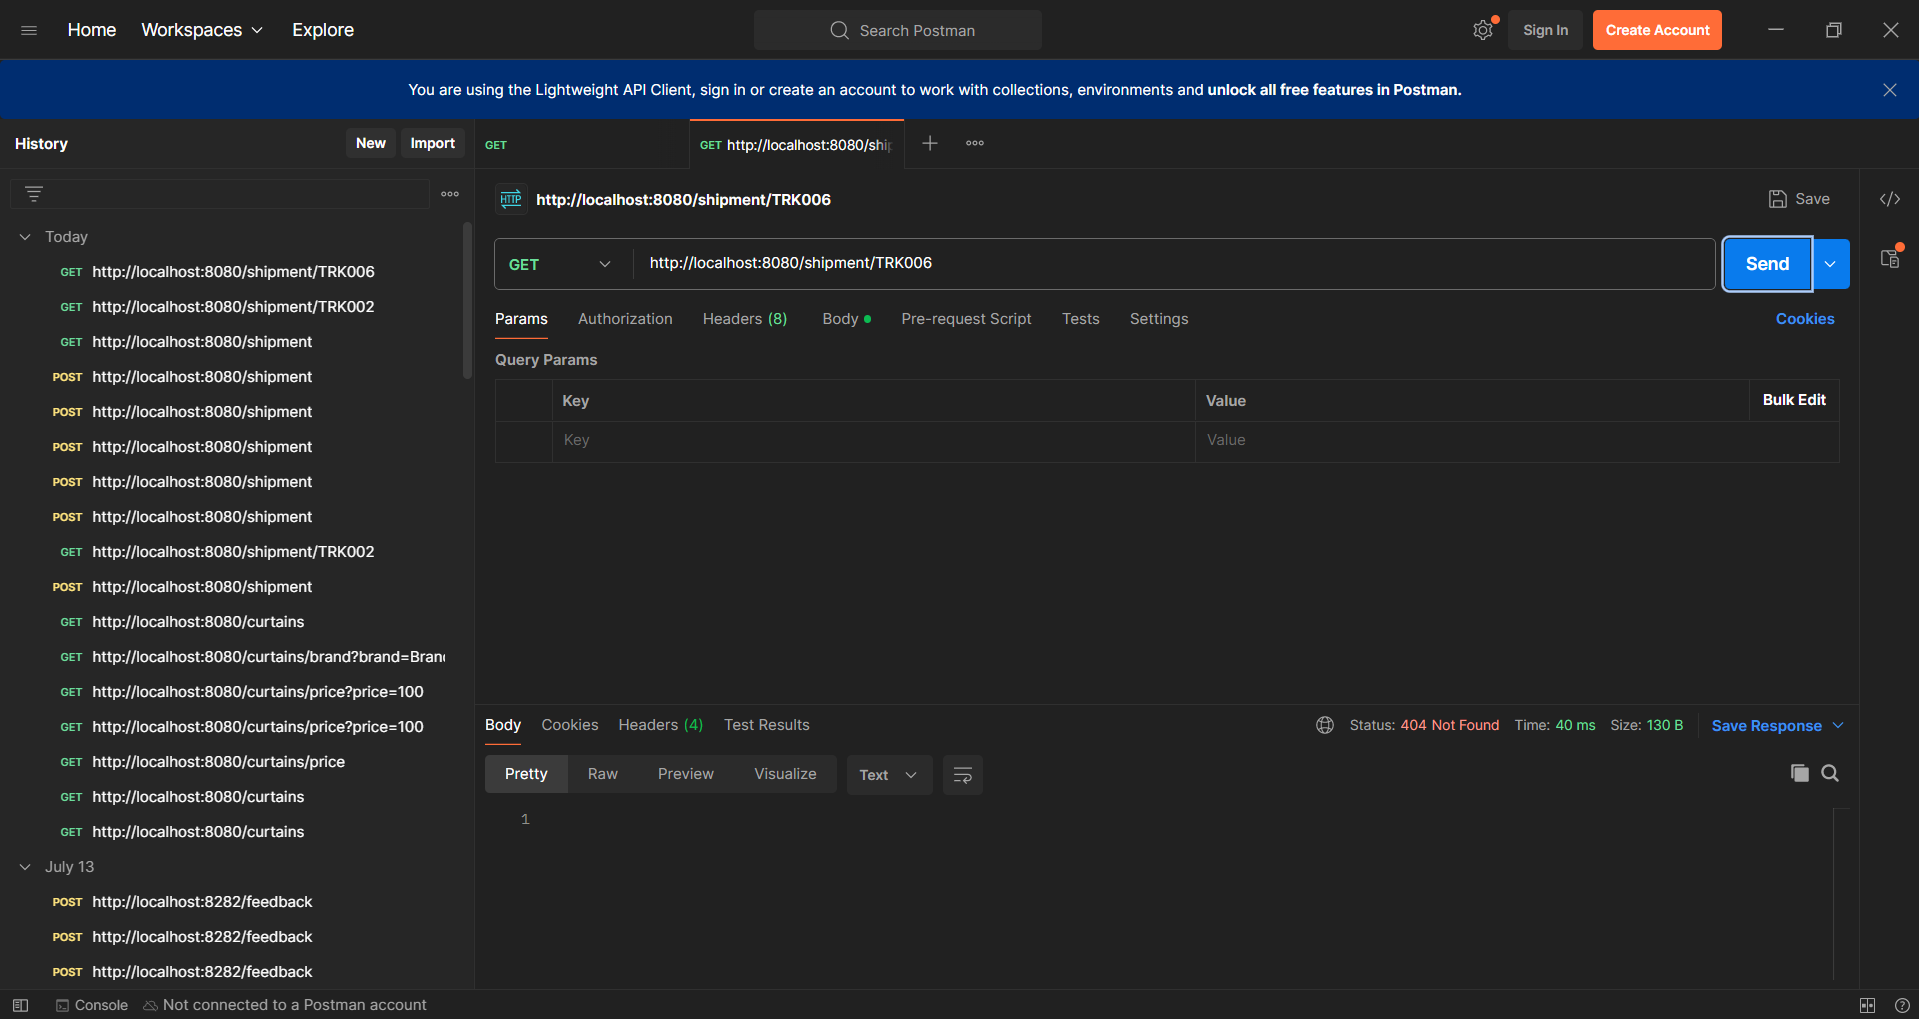 Home Workspaces Explore Search Postman Sign In Create Account
You are using the Lightweight API Client, sign in or create an account to work with collections, environments and unlock all free features in Postman.
History New Import
GET
GET http://localhost:8080/ship
HTTP http://localhost:8080/shipment/TRK006 Save
Today
GET http://localhost:8080/shipment/TRK006
GET http://localhost:8080/shipment/TRK002
GET http://localhost:8080/shipment
POST http://localhost:8080/shipment
POST http://localhost:8080/shipment
POST http://localhost:8080/shipment
POST http://localhost:8080/shipment
POST http://localhost:8080/shipment
GET http://localhost:8080/shipment/TRK002
POST http://localhost:8080/shipment
GET http://localhost:8080/curtains
GET http://localhost:8080/curtains/brand?brand=Bran
GET http://localhost:8080/curtains/price?price=100
GET http://localhost:8080/curtains/price?price=100
GET http://localhost:8080/curtains/price
GET http://localhost:8080/curtains
GET http://localhost:8080/curtains
July 13
POST http://localhost:8282/feedback
POST http://localhost:8282/feedback
POST http://localhost:8282/feedback
GET http://localhost:8080/shipment/TRK006 Send
Params Authorization Headers (8) Body Pre-request Script Tests Settings Cookies
Query Params
Key Value Bulk Edit
Key Value
Body Cookies Headers (4) Test Results Status: 404 Not Found Time: 40 ms Size: 130 B Save Response
Pretty Raw Preview Visualize Text
1
Console Not connected to a Postman account